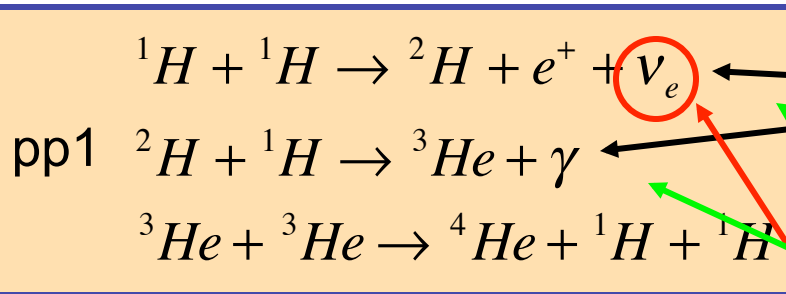 ¹H + ¹H → ²H + e⁺ + νₑ
pp1 ²H + ¹H → ³He + γ
³He + ³He → ⁴He + ¹H + ¹H